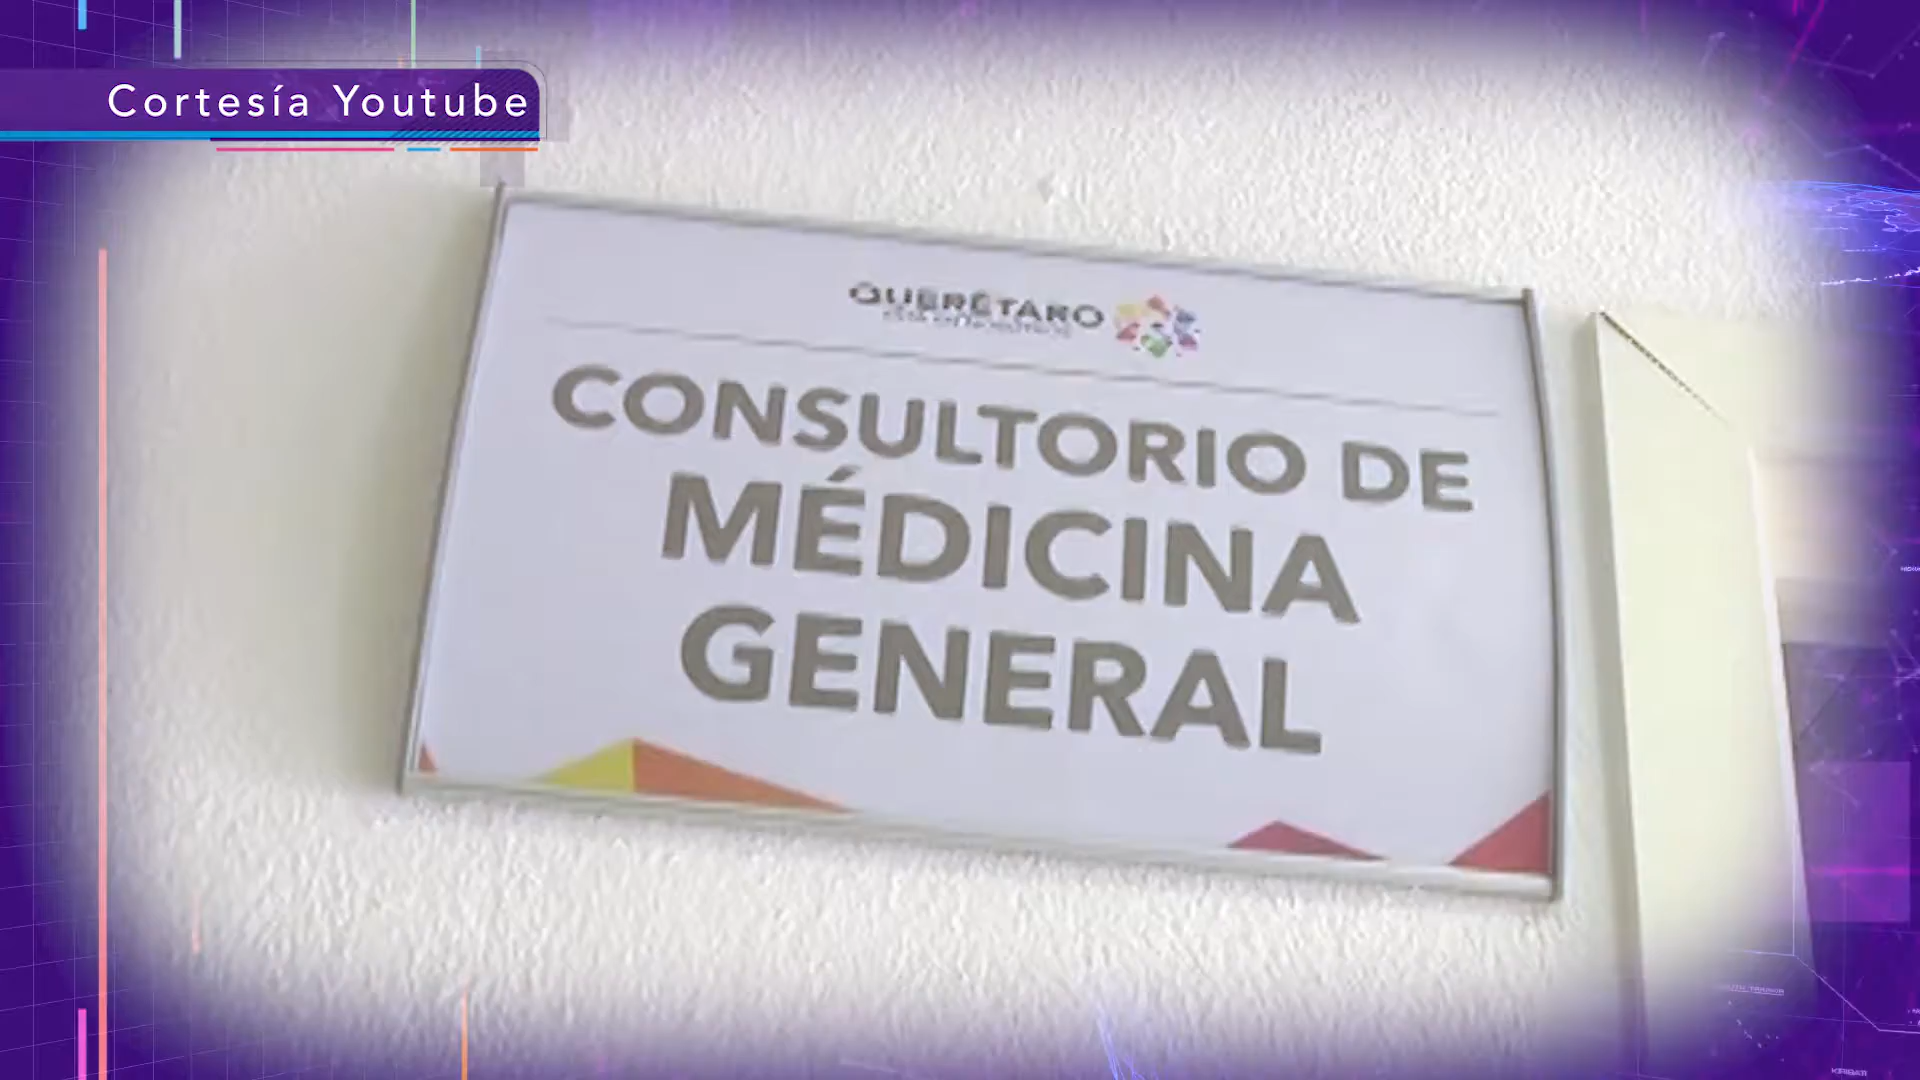 Cortesía Youtube
QUERÉTARO
CONSULTORIO DE
MÉDICINA
GENERAL